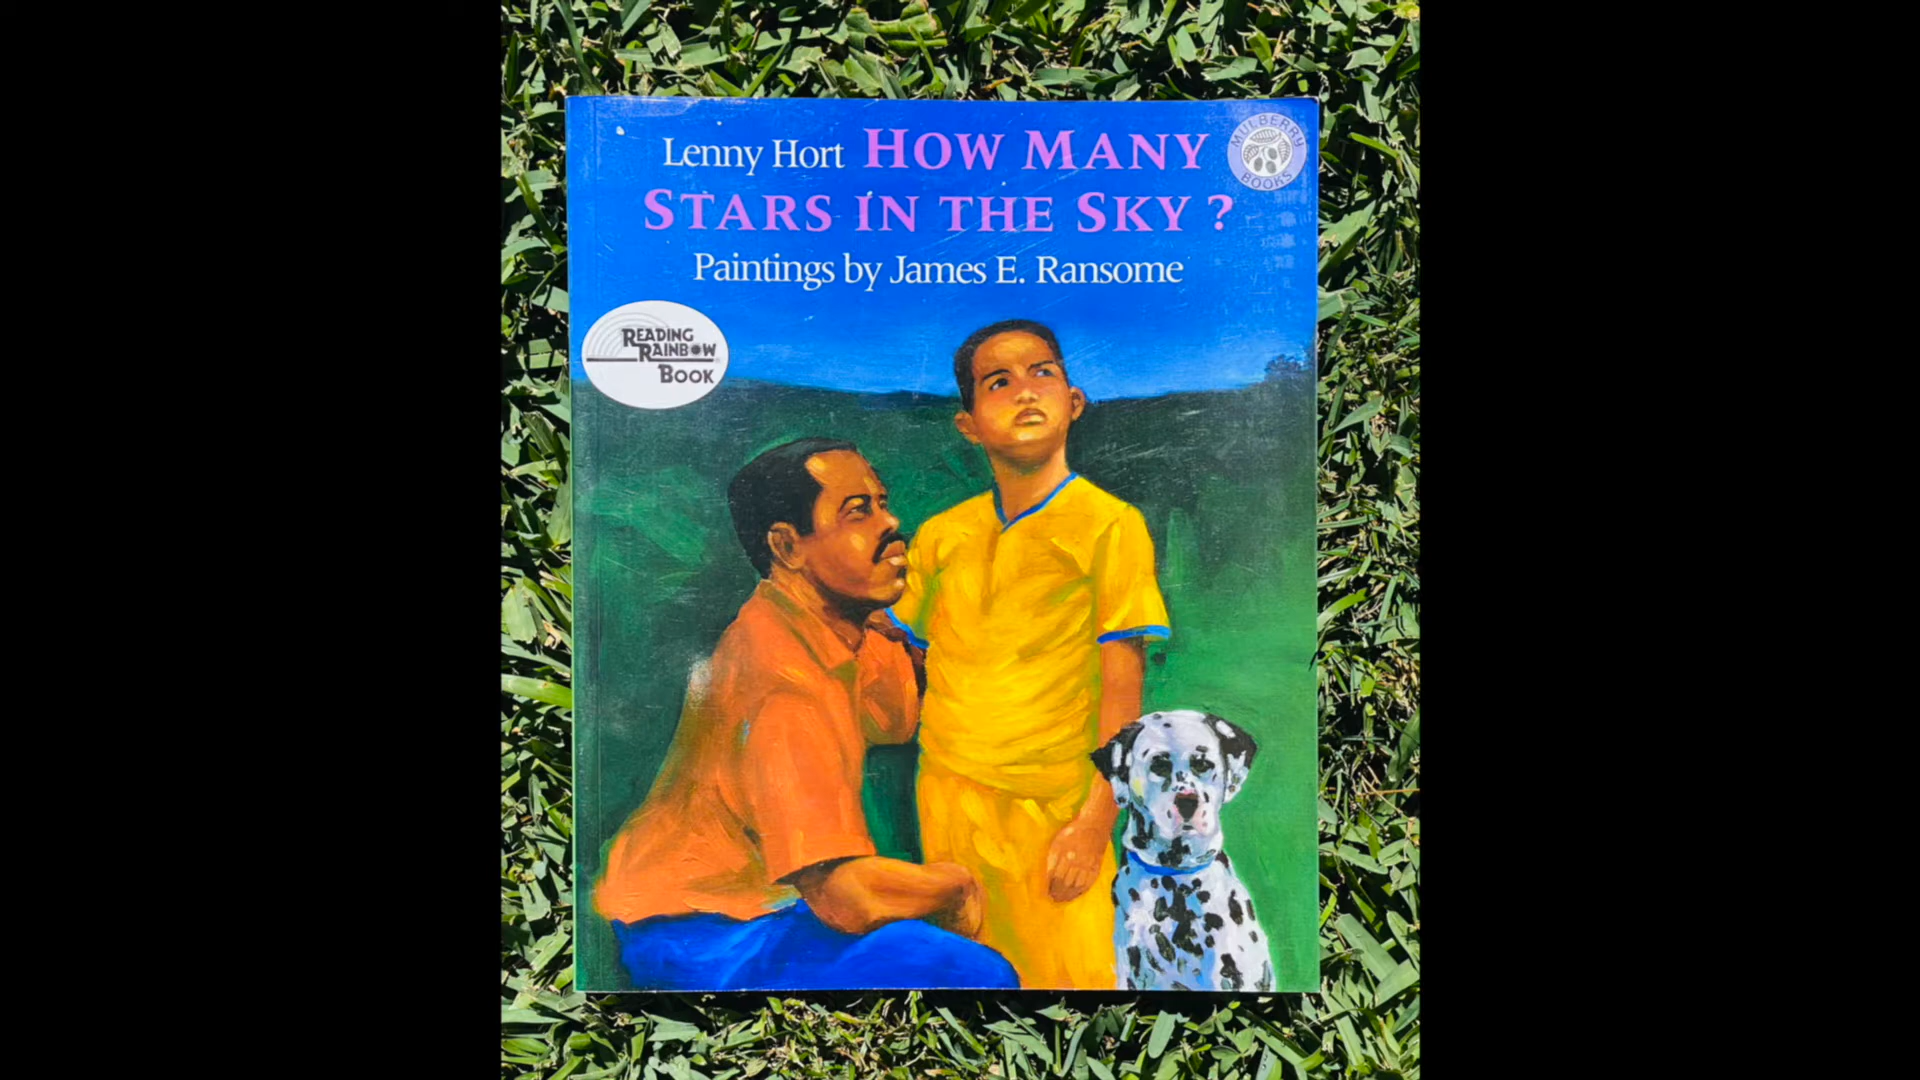 Lenny Hort HOW MANY
STARS IN THE SKY?
Paintings by James E. Ransome
MULBERRY
BOOKS
READING
RAINBOW
BOOK